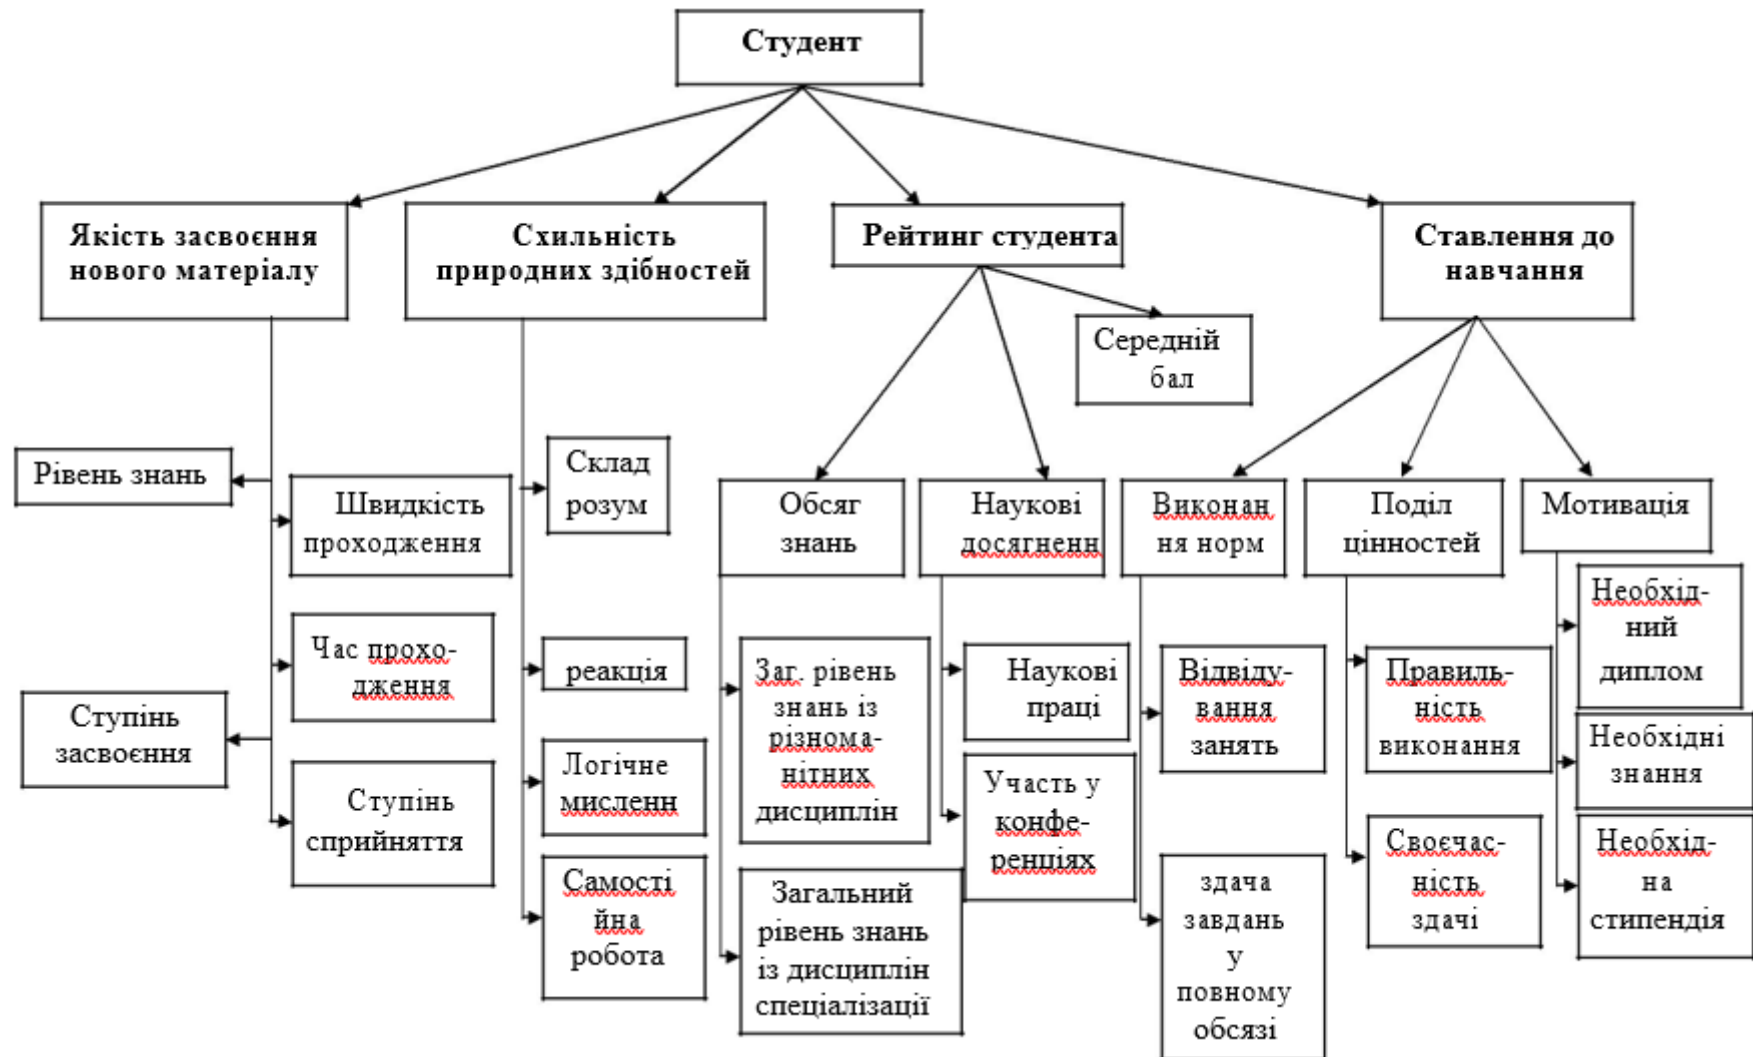 Студент
Якість засвоєння
нового матеріалу
Схильність
природних здібностей
Рейтинг студента
Ставлення до
навчання
Середній
бал
Рівень знань
Швидкість
проходження
Час прохо-
дження
Ступінь
засвоєння
Ступінь
сприйняття
Склад
розум
реакція
Логічне
мисленн
Самості
йна
робота
Обсяг
знань
Заг. рівень
знань із
різнома-
нітних
дисциплін
Загальний
рівень знань
із дисциплін
спеціалізації
Наукові
досягненн
Наукові
праці
Участь у
конфе-
ренціях
Виконан
ня норм
Відвіду-
вання
занять
здача
завдань
у
повному
обсязі
Поділ
цінностей
Правиль-
ність
виконання
Своєчас-
ність
здачі
Мотивація
Необхід-
ний
диплом
Необхідні
знання
Необхід-
на
стипендія